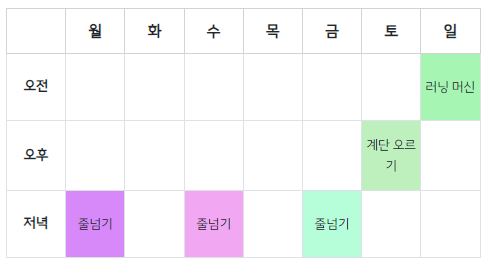 월 화 수 목 금 토 일
오전 러닝 머신
오후 계단 오르
기
저녁 줄넘기 줄넘기 줄넘기